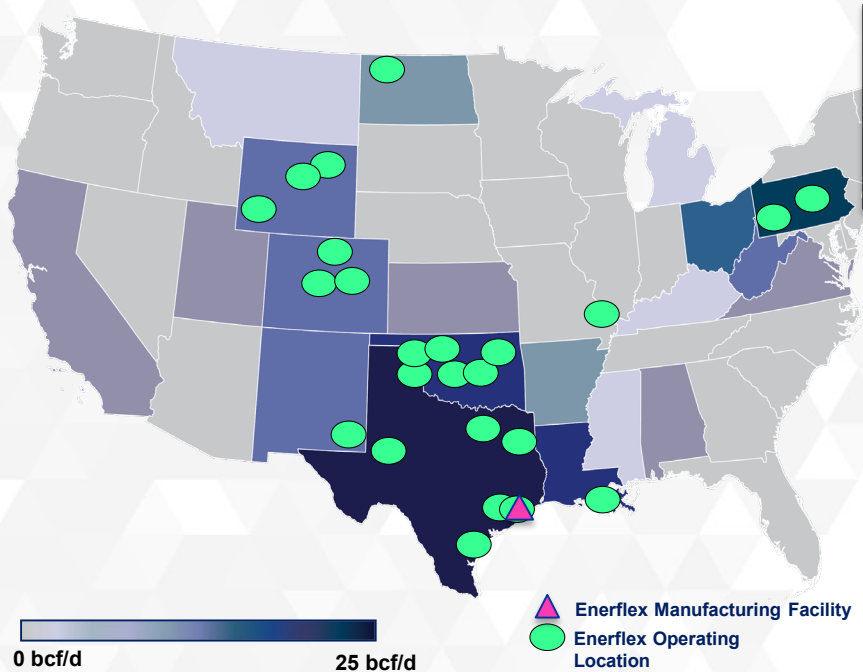 Enerflex Manufacturing Facility
Enerflex Operating
Location
0 bcf/d
25 bcf/d